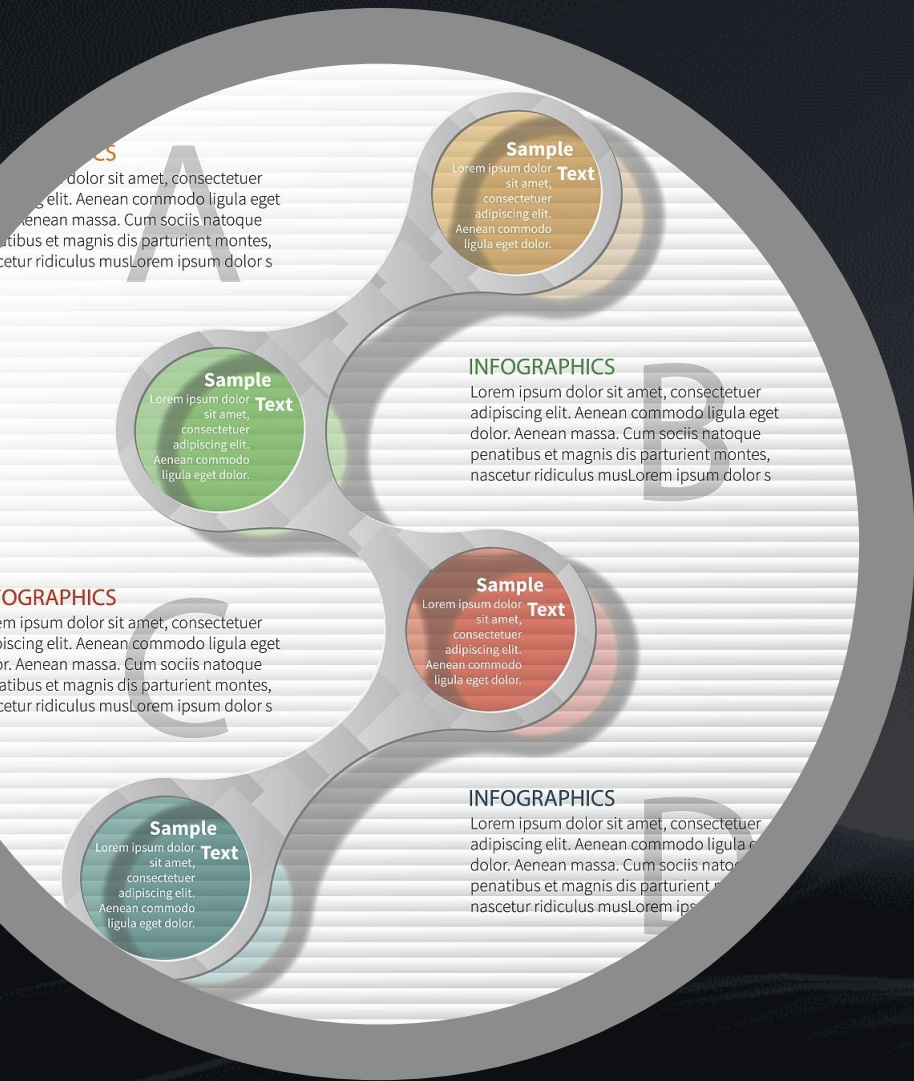 CS
A
dolor sit amet, consectetuer
elit. Aenean commodo ligula eget
Aenean massa. Cum sociis natoque
atibus et magnis dis parturient montes,
cetur ridiculus musLorem ipsum dolor s
Sample
Text
Lorem ipsum dolor
sit amet,
consectetuer
adipiscing elit.
Aenean commodo
ligula eget dolor.
Sample
Text
Lorem ipsum dolor
sit amet,
consectetuer
adipiscing elit.
Aenean commodo
ligula eget dolor.
INFOGRAPHICS
B
Lorem ipsum dolor sit amet, consectetuer
adipiscing elit. Aenean commodo ligula eget
dolor. Aenean massa. Cum sociis natoque
penatibus et magnis dis parturient montes,
nascetur ridiculus musLorem ipsum dolor s
FOGRAPHICS
C
em ipsum dolor sit amet, consectetuer
piscing elit. Aenean commodo ligula eget
or. Aenean massa. Cum sociis natoque
atibus et magnis dis parturient montes,
cetur ridiculus musLorem ipsum dolor s
Sample
Text
Lorem ipsum dolor
sit amet,
consectetuer
adipiscing elit.
Aenean commodo
ligula eget dolor.
Sample
Text
Lorem ipsum dolor
sit amet,
consectetuer
adipiscing elit.
Aenean commodo
ligula eget dolor.
INFOGRAPHICS
D
Lorem ipsum dolor sit amet, consectetuer
adipiscing elit. Aenean commodo ligula e
dolor. Aenean massa. Cum sociis nato
penatibus et magnis dis parturient
nascetur ridiculus musLorem ips